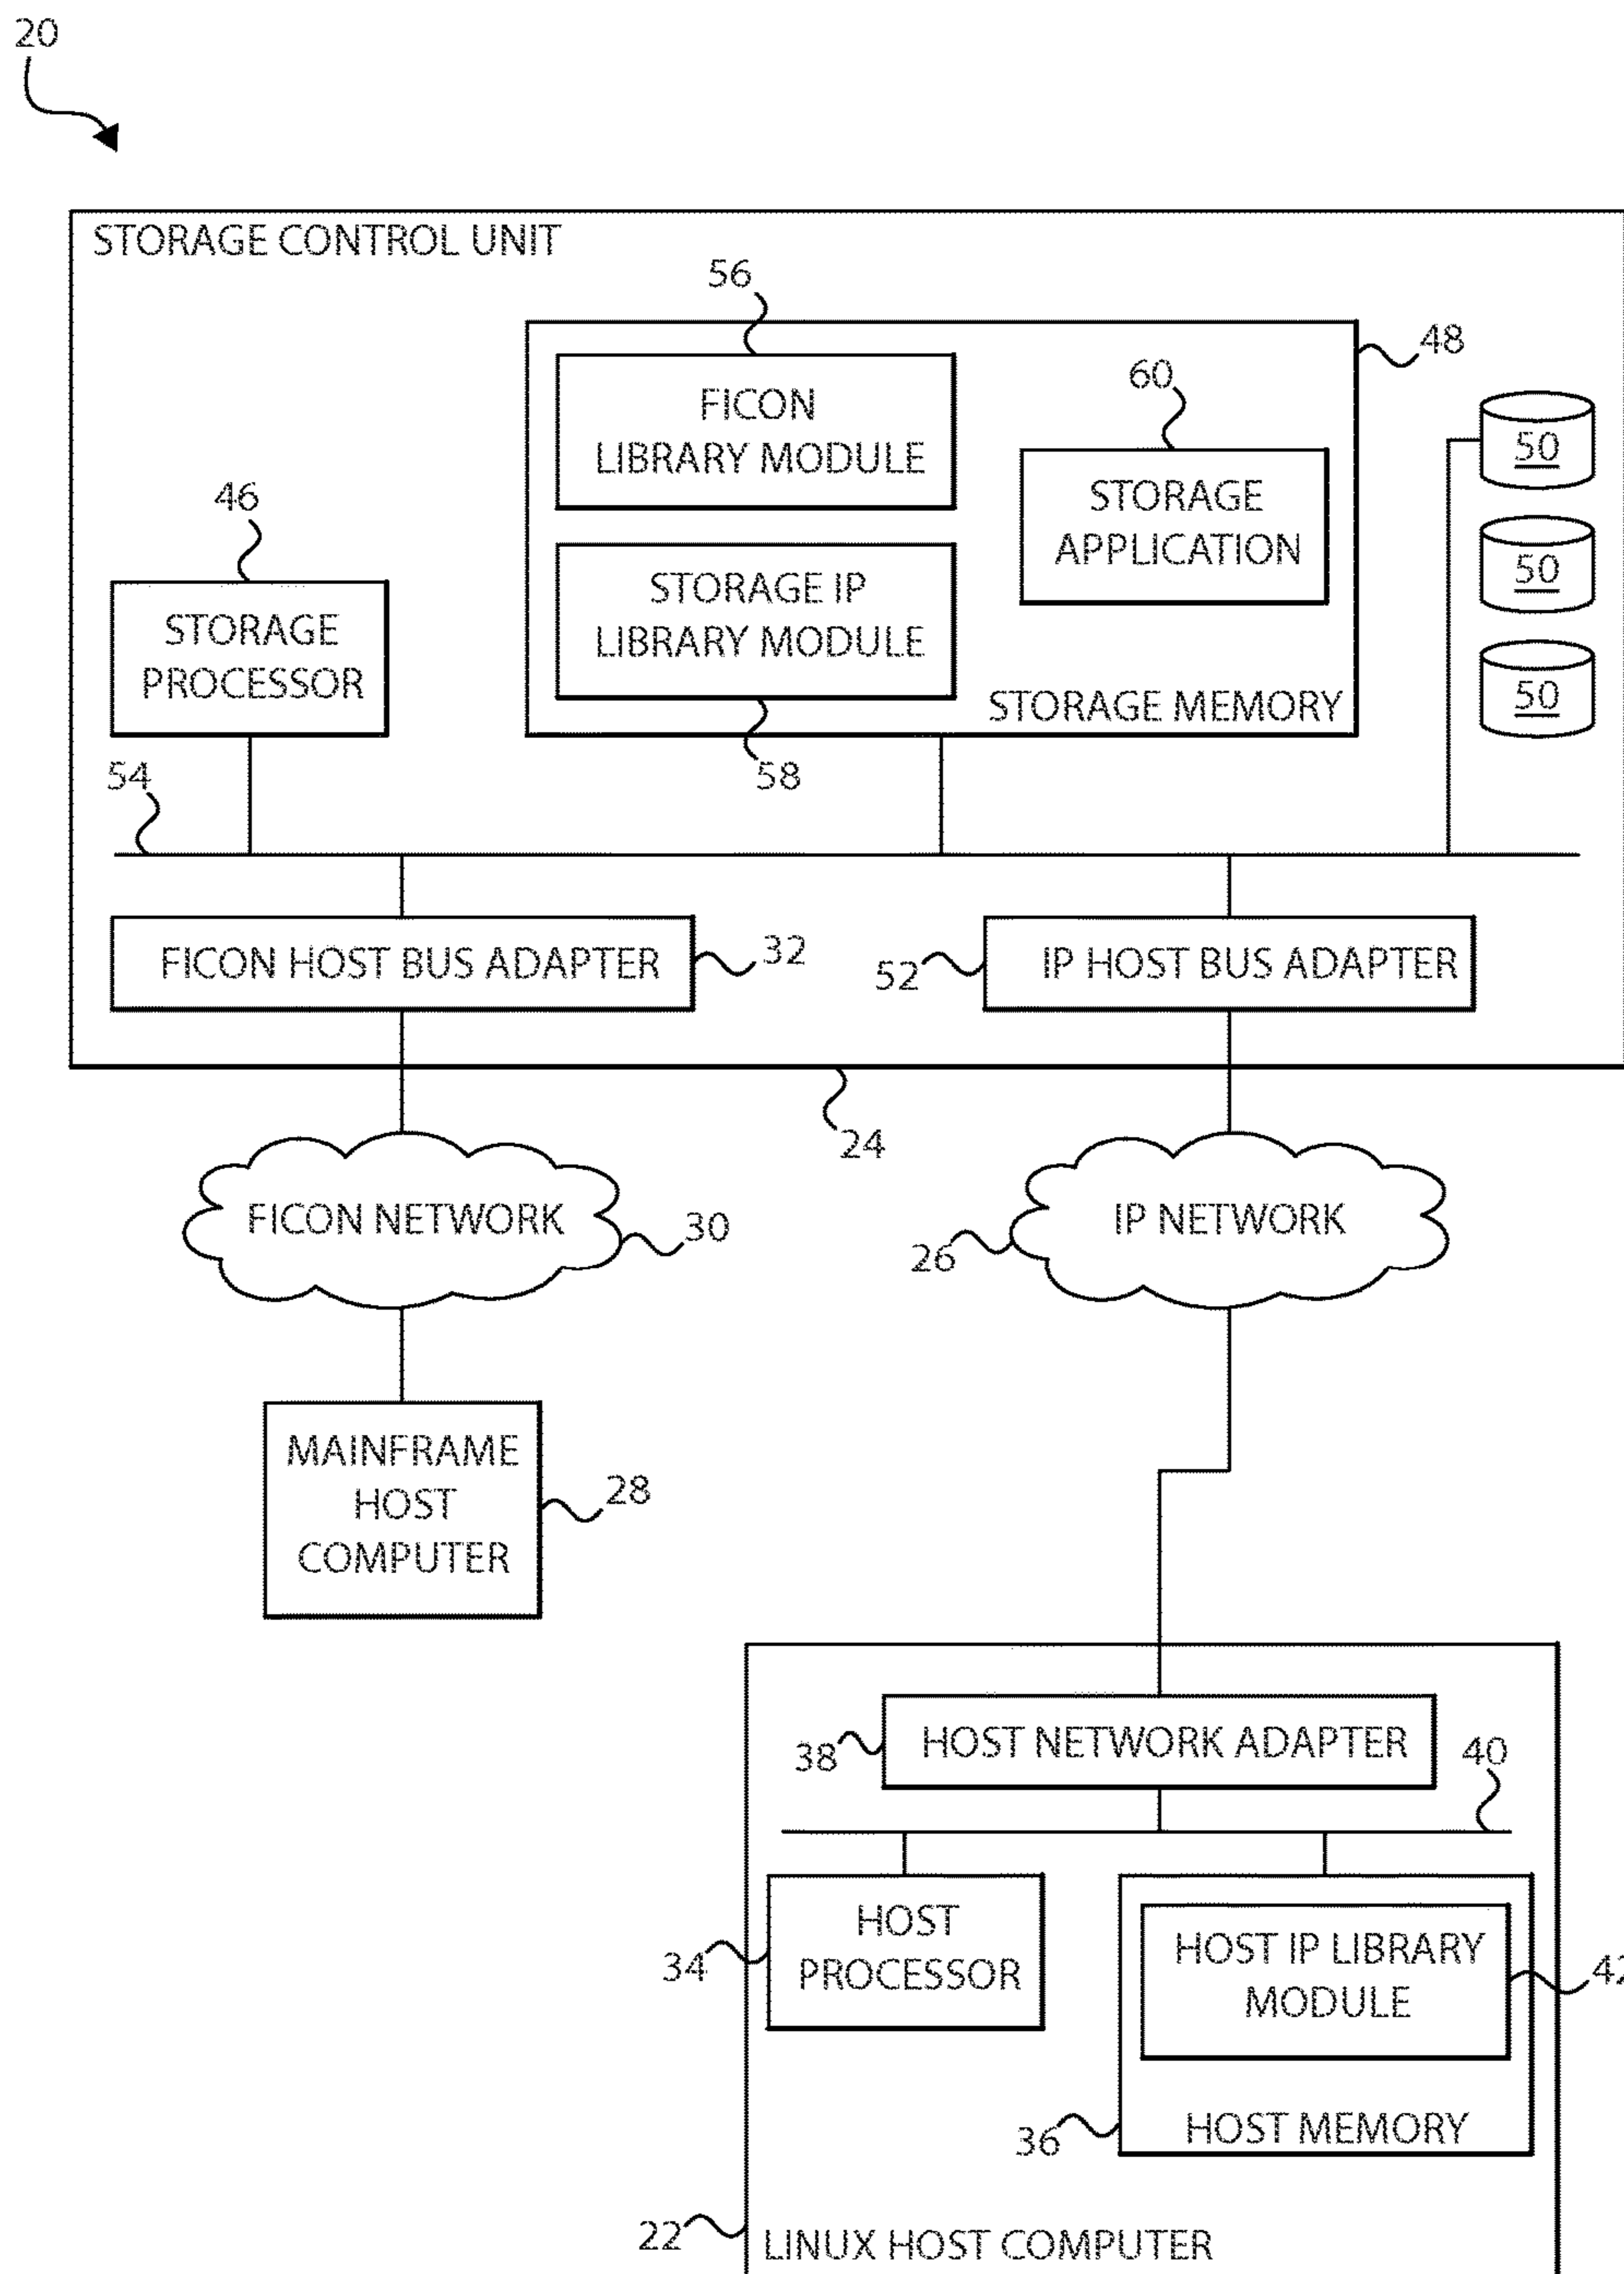 20
STORAGE CONTROL UNIT
56
48
FICON
LIBRARY MODULE
60
STORAGE
APPLICATION
50
50
50
46
STORAGE
PROCESSOR
STORAGE IP
LIBRARY MODULE
STORAGE MEMORY
58
54
FICON HOST BUS ADAPTER
32
52
IP HOST BUS ADAPTER
24
FICON NETWORK
30
26
IP NETWORK
MAINFRAME
HOST
COMPUTER
28
38
HOST NETWORK ADAPTER
40
34
HOST
PROCESSOR
HOST IP LIBRARY
MODULE
42
36
HOST MEMORY
22
LINUX HOST COMPUTER